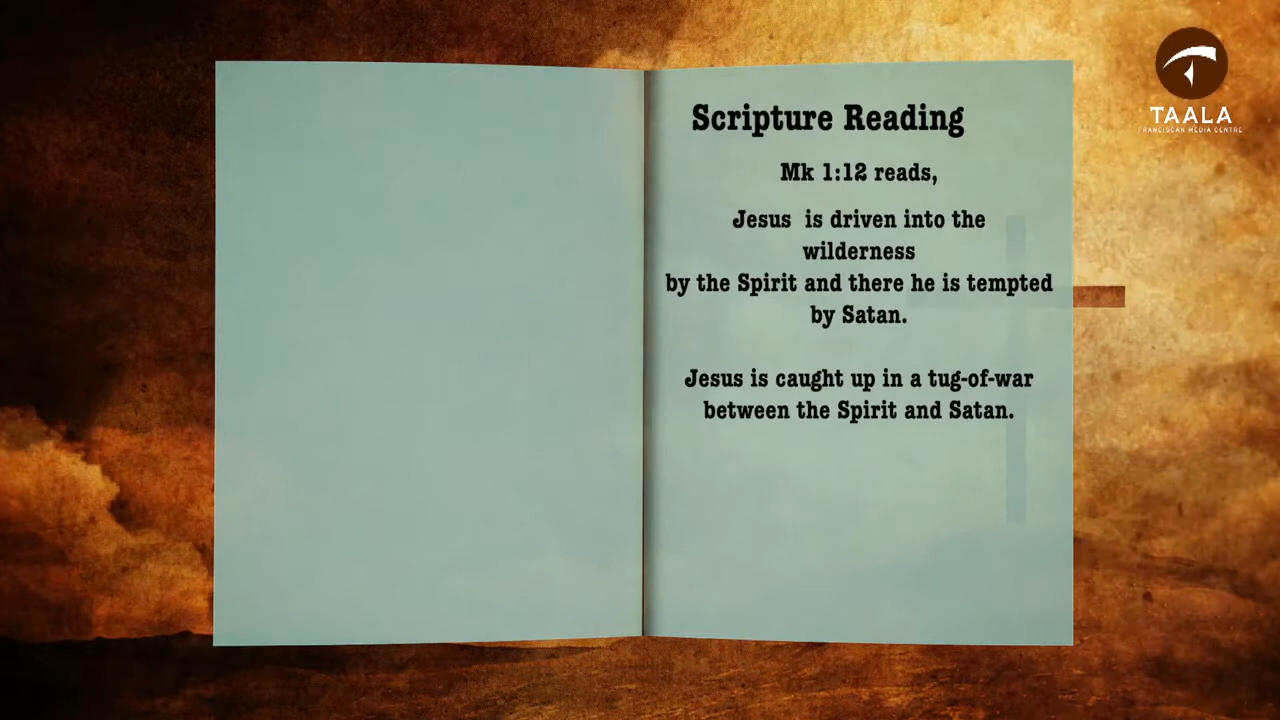 Scripture Reading
Mk 1:12 reads,
Jesus is driven into the
wilderness
by the Spirit and there he is tempted
by Satan.
Jesus is caught up in a tug-of-war
between the Spirit and Satan.
TAALA
FRANCISCAN MEDIA CENTRE